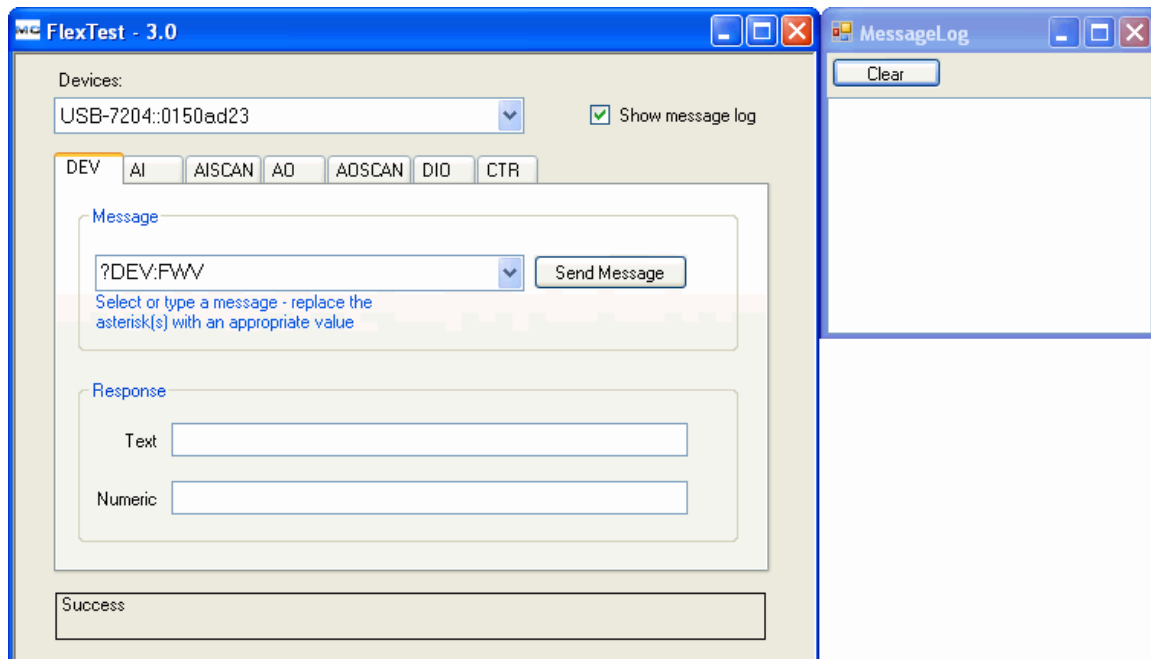 MC FlexTest - 3.0
MessageLog
Clear
Devices:
USB-7204::0150ad23
Show message log
DEV AI AISCAN AO AOSCAN DIO CTR
Message
?DEV:FWV
Send Message
Select or type a message - replace the
asterisk(s) with an appropriate value
Response
Text
Numeric
Success